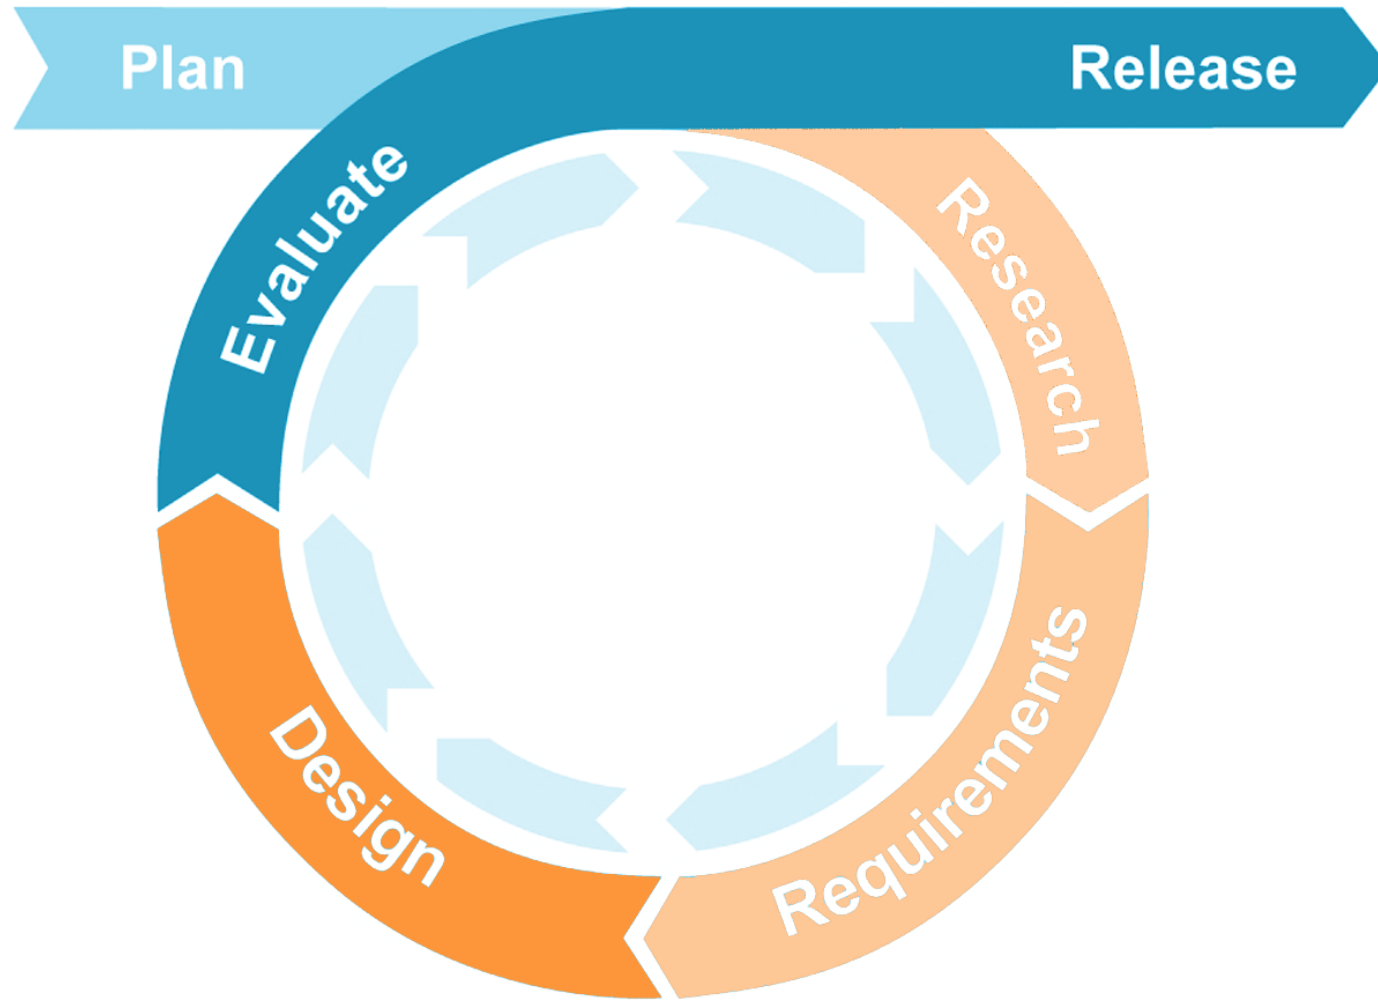 Plan
Release
Evaluate
Research
Requirements
Design